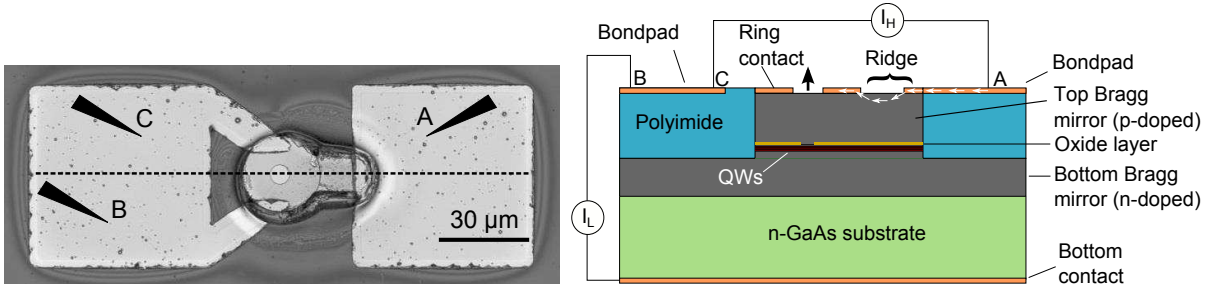 C
A
B
30 µm
Bondpad
Ring
contact
I_H
Ridge
B
C
A
Bondpad
Top Bragg
mirror (p-doped)
Oxide layer
Polyimide
QWs
Bottom Bragg
mirror (n-doped)
I_L
n-GaAs substrate
Bottom
contact